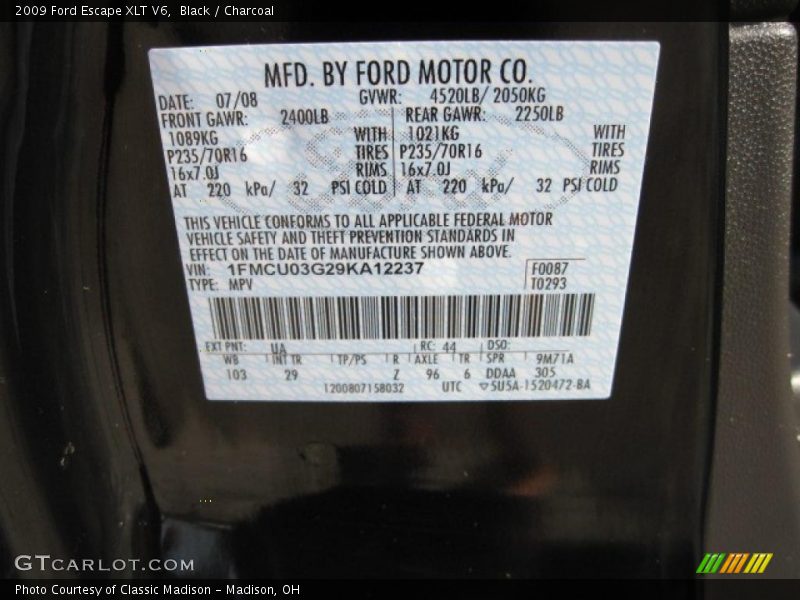 2009 Ford Escape XLT V6,  Black / Charcoal
MFD. BY FORD MOTOR CO.
DATE: 07/08 GVWR: 4520LB/ 2050KG
FRONT GAWR: 2400LB REAR GAWR: 2250LB
1089KG WITH 1021KG WITH
P235/70R16 TIRES P235/70R16 TIRES
16x7.0J RIMS 16x7.0J RIMS
AT 220 kPa/ 32 PSI COLD AT 220 kPa/ 32 PSI COLD
THIS VEHICLE CONFORMS TO ALL APPLICABLE FEDERAL MOTOR
VEHICLE SAFETY AND THEFT PREVENTION STANDARDS IN
EFFECT ON THE DATE OF MANUFACTURE SHOWN ABOVE.
VIN: 1FMCU03G29KA12237 F0087
TYPE: MPV T0293
EXT PNT: UA RC: 44 DSO:
WB INT TR TP/PS R AXLE TR SPR 9M71A
103 29 Z 96 6 DDAA 305
1200807158032 UTC ▽5U5A-1520472-BA
GTCARLOT.COM
Photo Courtesy of Classic Madison - Madison, OH